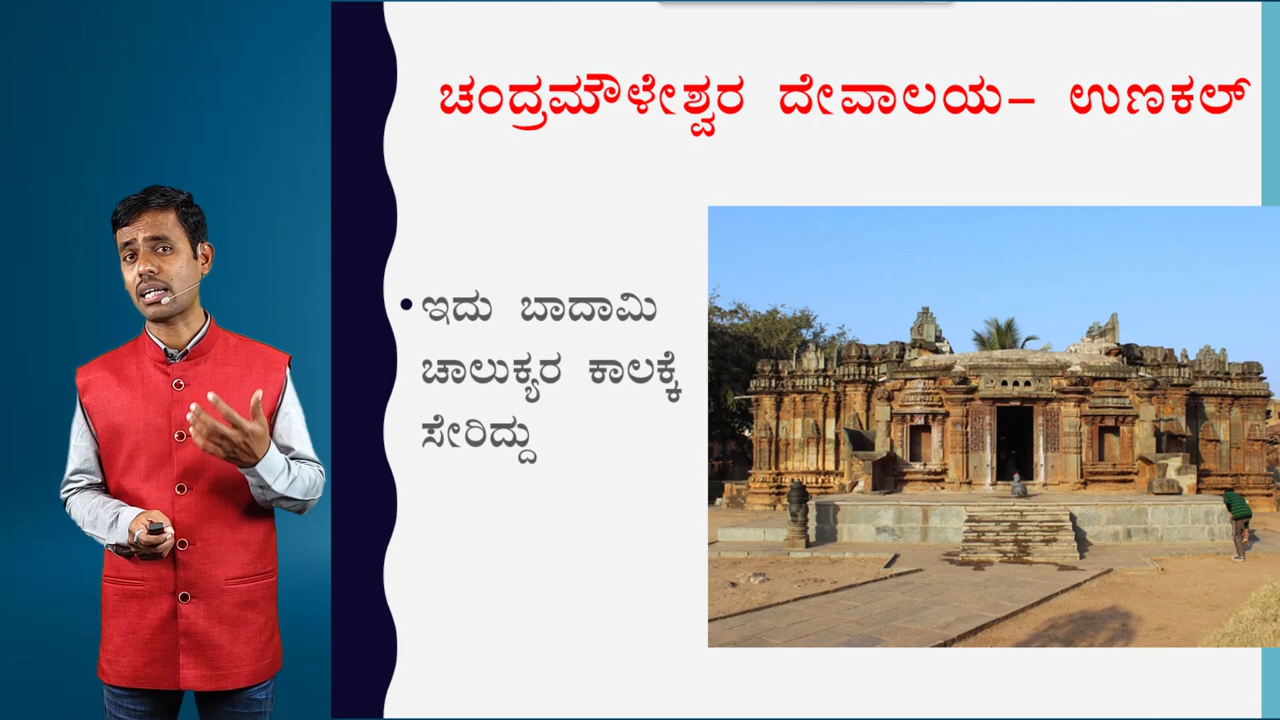 ಚಂದ್ರಮೌಳೇಶ್ವರ ದೇವಾಲಯ– ಉಣಕಲ್
• ಇದು ಬಾದಾಮಿ
ಚಾಲುಕ್ಯರ ಕಾಲಕ್ಕೆ
ಸೇರಿದ್ದು